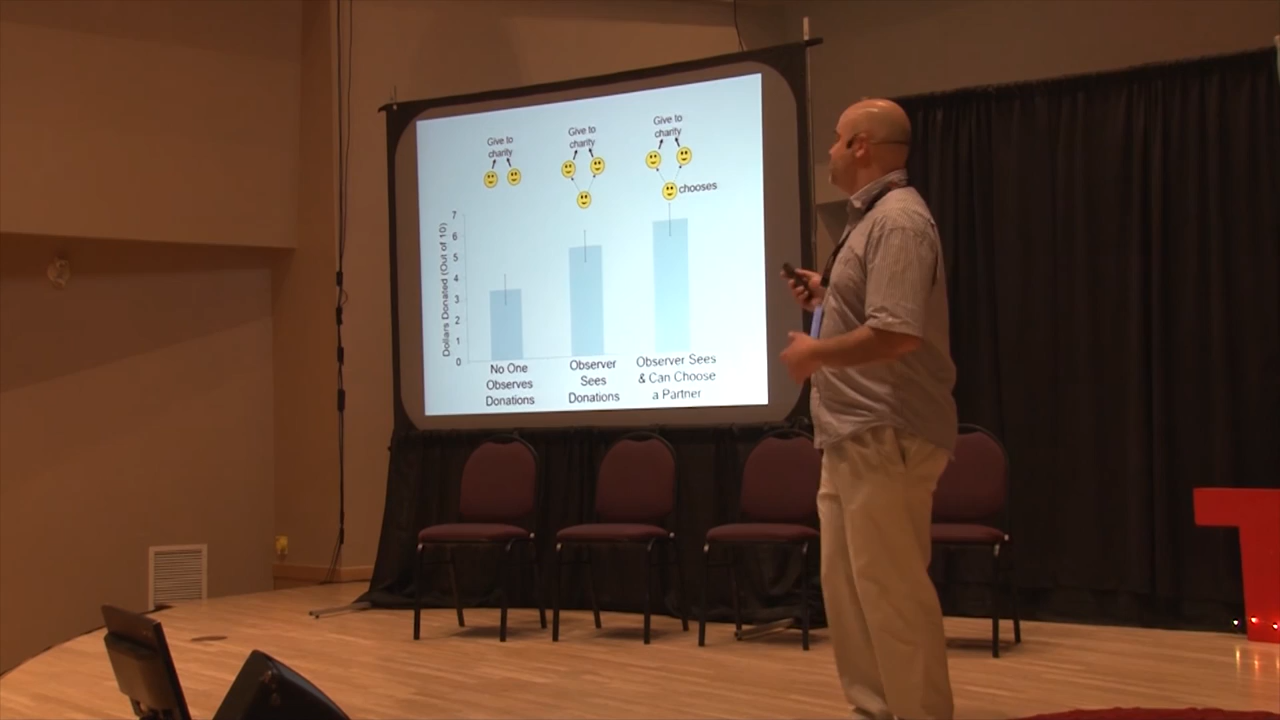 Give to
charity
Give to
charity
Give to
charity
chooses
Dollars Donated (Out of 10)
7
6
5
4
3
2
1
0
No One
Observes
Donations
Observer
Sees
Donations
Observer Sees
& Can Choose
a Partner
T